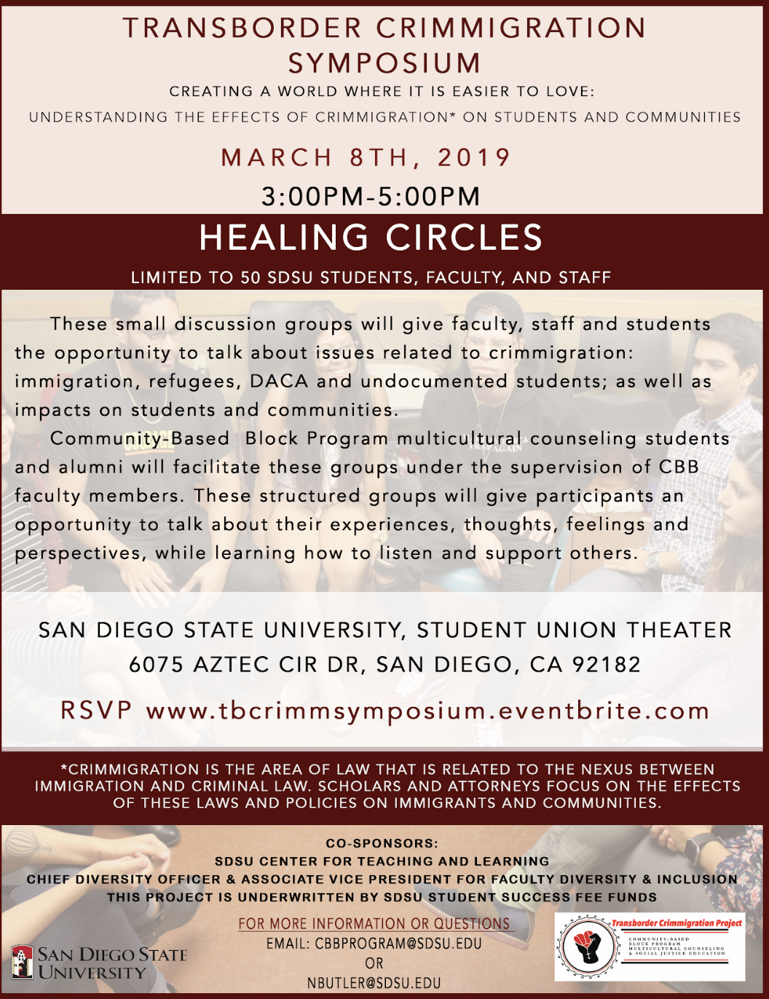 TRANSBORDER CRIMMIGRATION
SYMPOSIUM
CREATING A WORLD WHERE IT IS EASIER TO LOVE:
UNDERSTANDING THE EFFECTS OF CRIMMIGRATION* ON STUDENTS AND COMMUNITIES
MARCH 8TH, 2019
3:00PM-5:00PM
HEALING CIRCLES
LIMITED TO 50 SDSU STUDENTS, FACULTY, AND STAFF
These small discussion groups will give faculty, staff and students
the opportunity to talk about issues related to crimmigration:
immigration, refugees, DACA and undocumented students; as well as
impacts on students and communities.
Community-Based Block Program multicultural counseling students
and alumni will facilitate these groups under the supervision of CBB
faculty members. These structured groups will give participants an
opportunity to talk about their experiences, thoughts, feelings and
perspectives, while learning how to listen and support others.
SAN DIEGO STATE UNIVERSITY, STUDENT UNION THEATER
6075 AZTEC CIR DR, SAN DIEGO, CA 92182
RSVP www.tbcrimmsymposium.eventbrite.com
*CRIMMIGRATION IS THE AREA OF LAW THAT IS RELATED TO THE NEXUS BETWEEN
IMMIGRATION AND CRIMINAL LAW. SCHOLARS AND ATTORNEYS FOCUS ON THE EFFECTS
OF THESE LAWS AND POLICIES ON IMMIGRANTS AND COMMUNITIES.
CO-SPONSORS:
SDSU CENTER FOR TEACHING AND LEARNING
CHIEF DIVERSITY OFFICER & ASSOCIATE VICE PRESIDENT FOR FACULTY DIVERSITY & INCLUSION
THIS PROJECT IS UNDERWRITTEN BY SDSU STUDENT SUCCESS FEE FUNDS
FOR MORE INFORMATION OR QUESTIONS
EMAIL: CBBPROGRAM@SDSU.EDU
OR
NBUTLER@SDSU.EDU
SAN DIEGO STATE
UNIVERSITY
Transborder Crimmigration Project
COMMUNITY-BASED
BLOCK PROGRAM
MULTICULTURAL COUNSELING
& SOCIAL JUSTICE EDUCATION